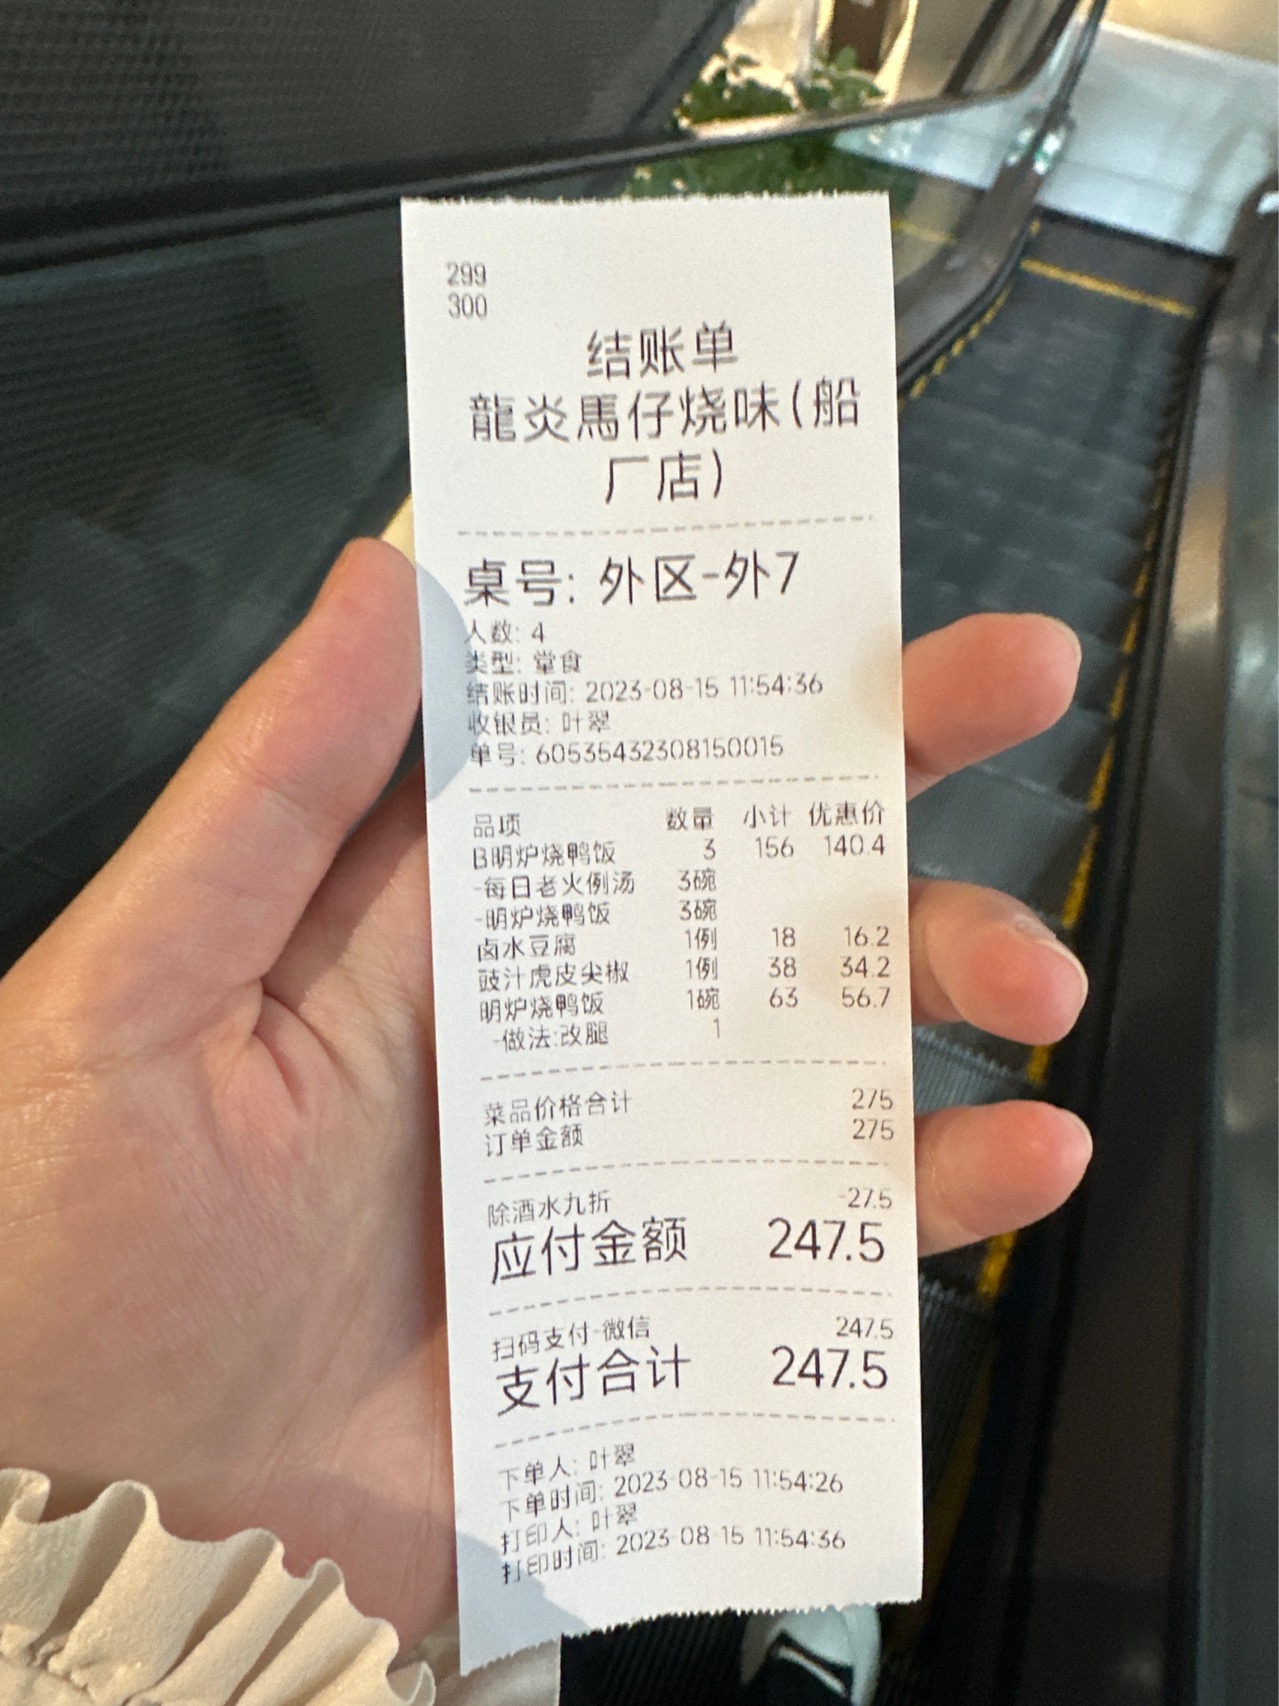 299
300
结账单
龍炎馬仔烧味(船
厂店)
桌号: 外区-外7
人数: 4
类型: 堂食
结账时间: 2023-08-15 11:54:36
收银员: 叶翠
单号: 60535432308150015
品项 数量 小计 优惠价
B明炉烧鸭饭 3 156 140.4
-每日老火例汤 3碗
-明炉烧鸭饭 3碗
卤水豆腐 1例 18 16.2
豉汁虎皮尖椒 1例 38 34.2
明炉烧鸭饭 1碗 63 56.7
-做法:改腿 1
菜品价格合计 275
订单金额 275
除酒水九折 -27.5
应付金额 247.5
扫码支付-微信 247.5
支付合计 247.5
下单人: 叶翠
下单时间: 2023-08-15 11:54:26
打印人: 叶翠
打印时间: 2023-08-15 11:54:36